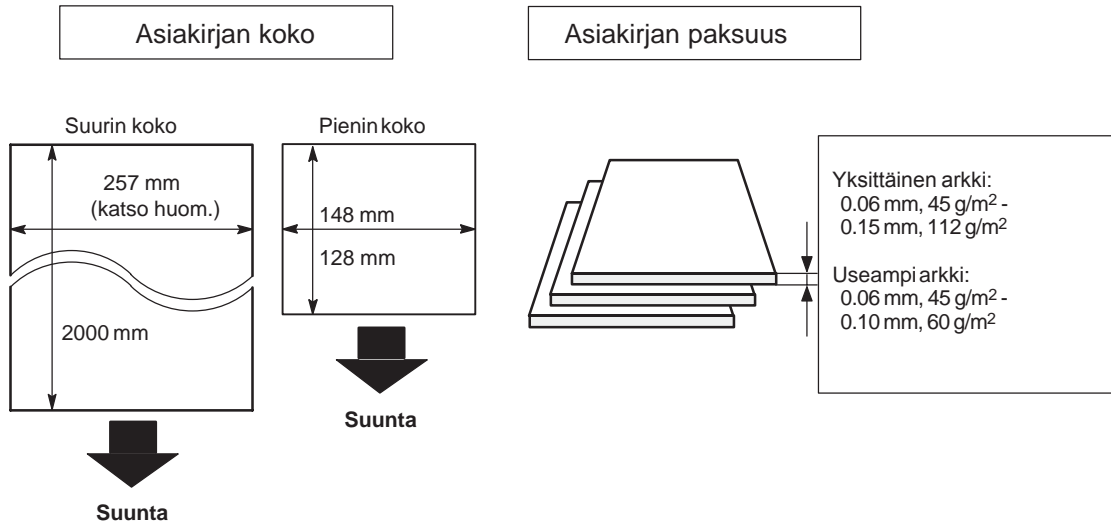 Asiakirjan koko
Asiakirjan paksuus
Suurin koko
Pienin koko
257 mm
(katso huom.)
2000 mm
Suunta
148 mm
128 mm
Suunta
Yksittäinen arkki:
0.06 mm, 45 g/m² -
0.15 mm, 112 g/m²
Useampi arkki:
0.06 mm, 45 g/m² -
0.10 mm, 60 g/m²